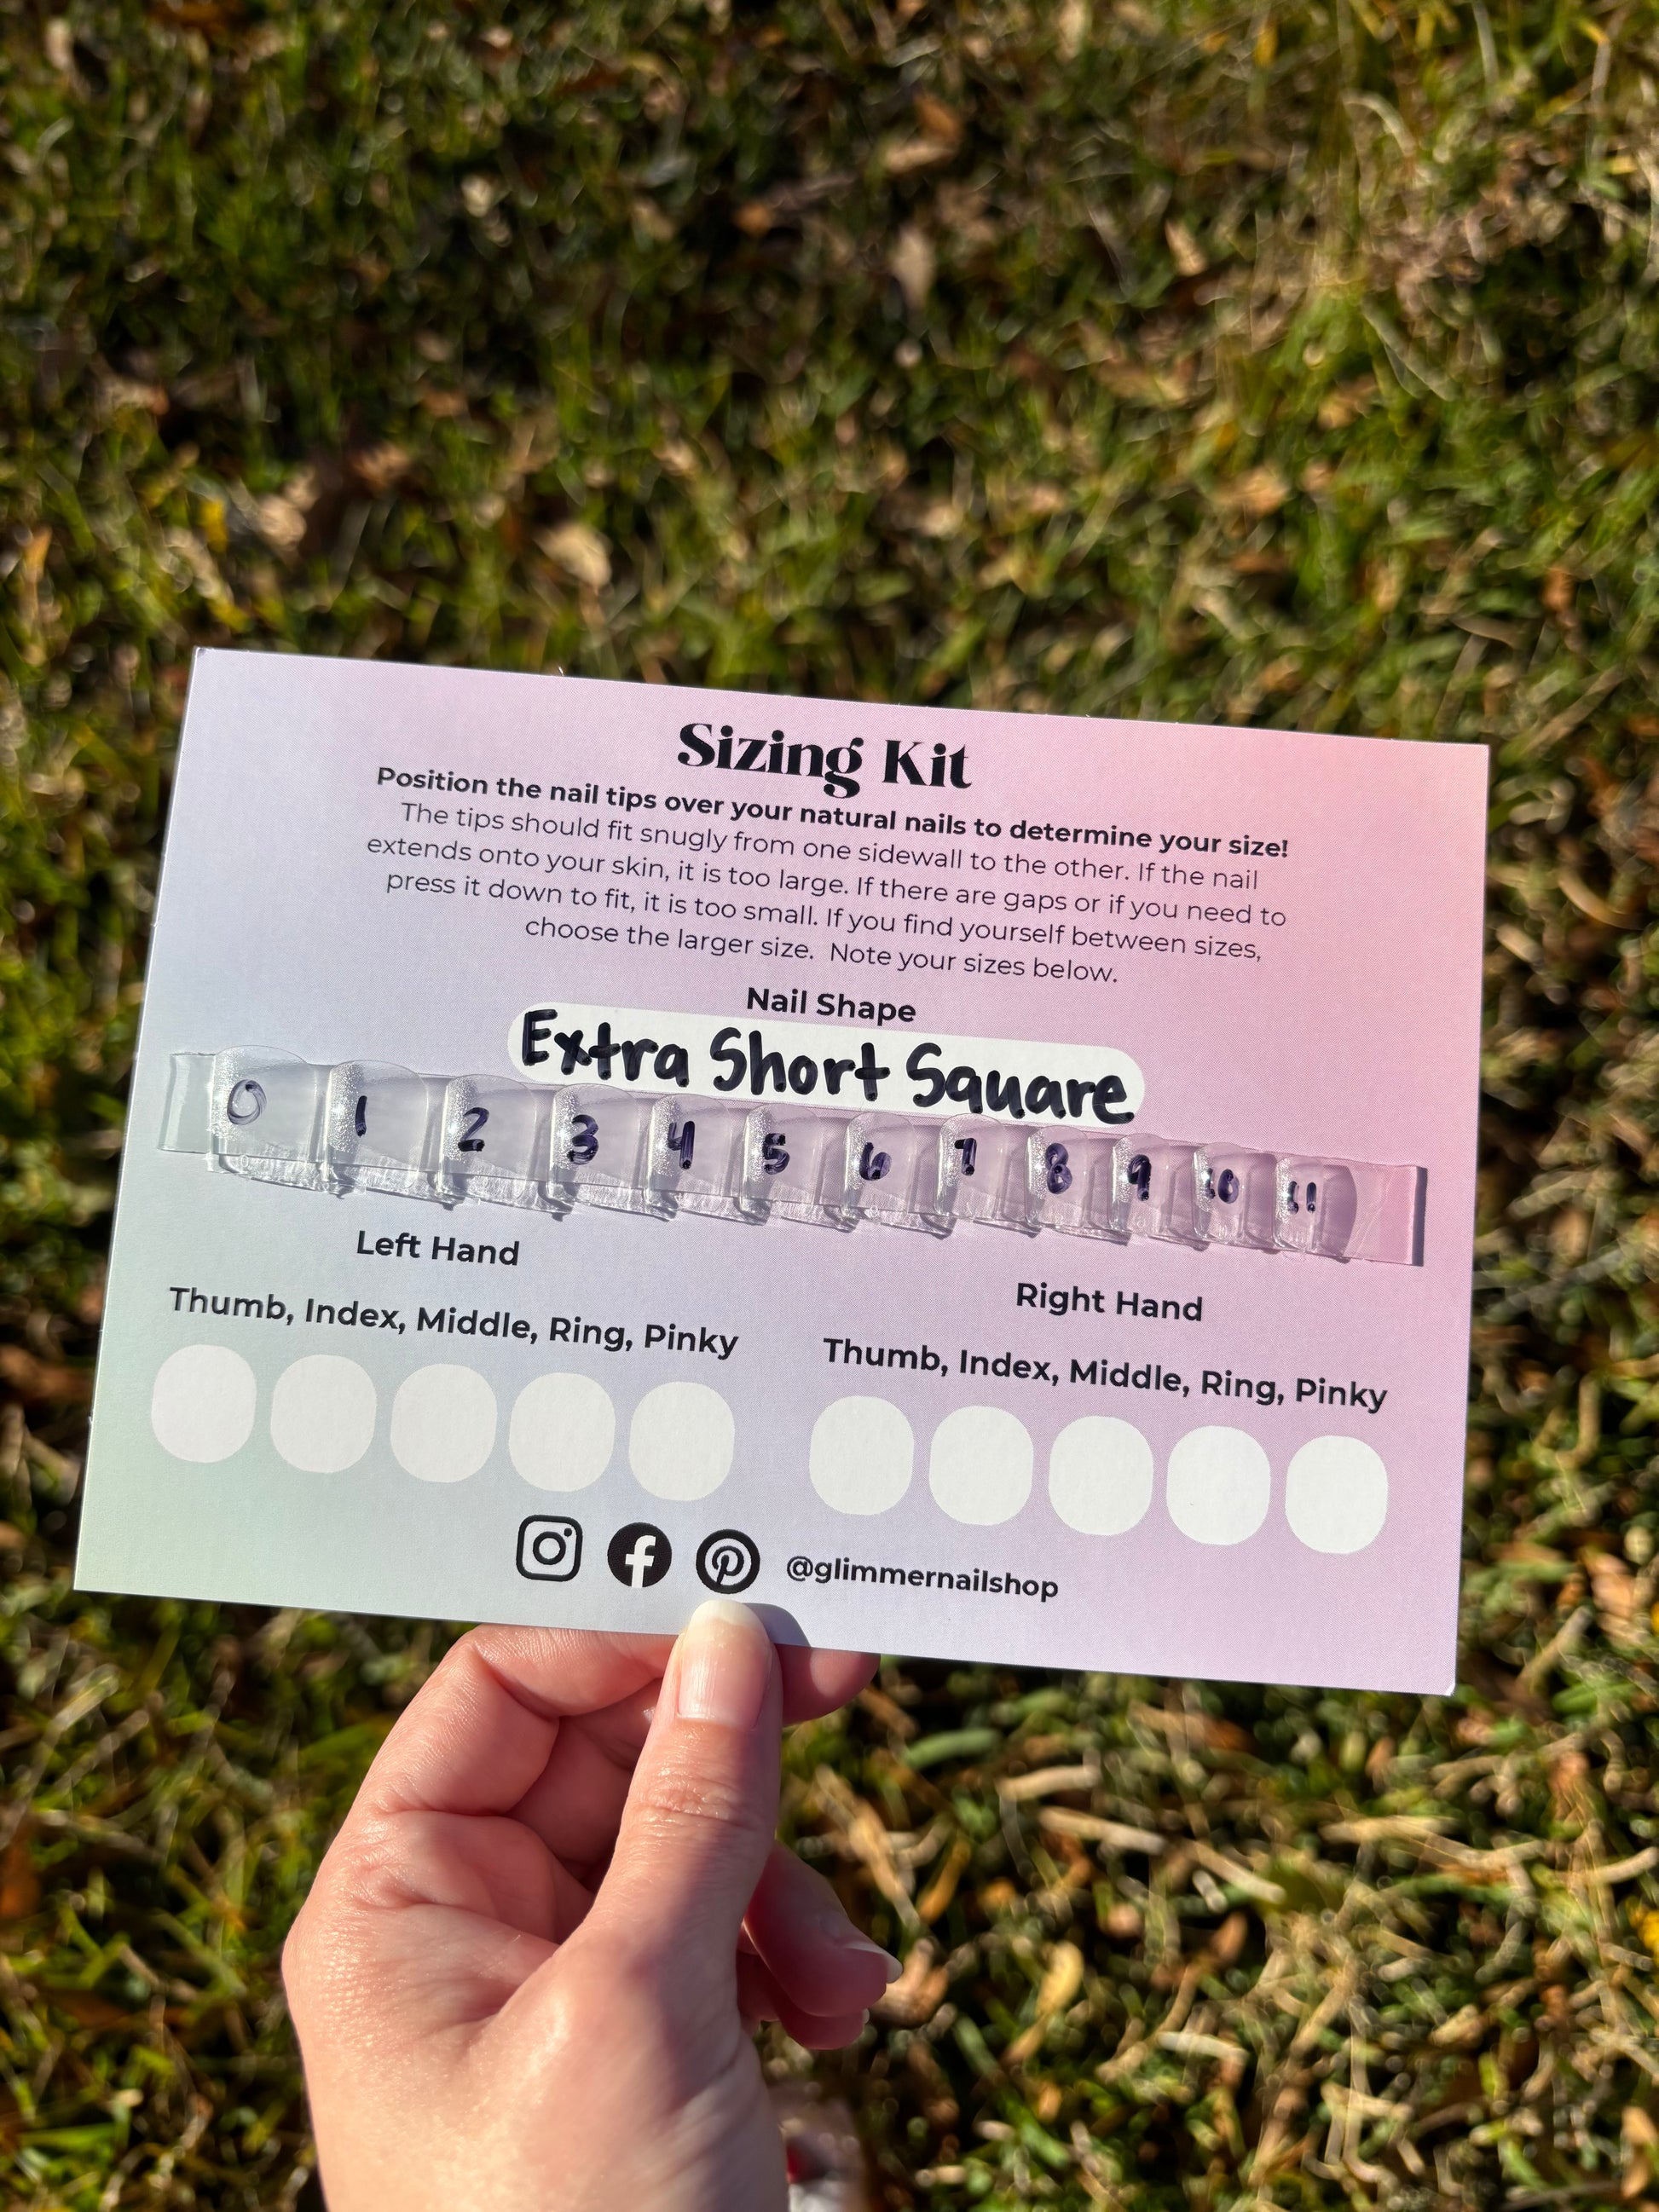 Sizing Kit
Position the nail tips over your natural nails to determine your size!
The tips should fit snugly from one sidewall to the other. If the nail
extends onto your skin, it is too large. If there are gaps or if you need to
press it down to fit, it is too small. If you find yourself between sizes,
choose the larger size. Note your sizes below.
Nail Shape
Extra Short Square
0 1 2 3 4 5 6 7 8 9 10 11
Left Hand
Thumb, Index, Middle, Ring, Pinky
Right Hand
Thumb, Index, Middle, Ring, Pinky
@glimmernailshop